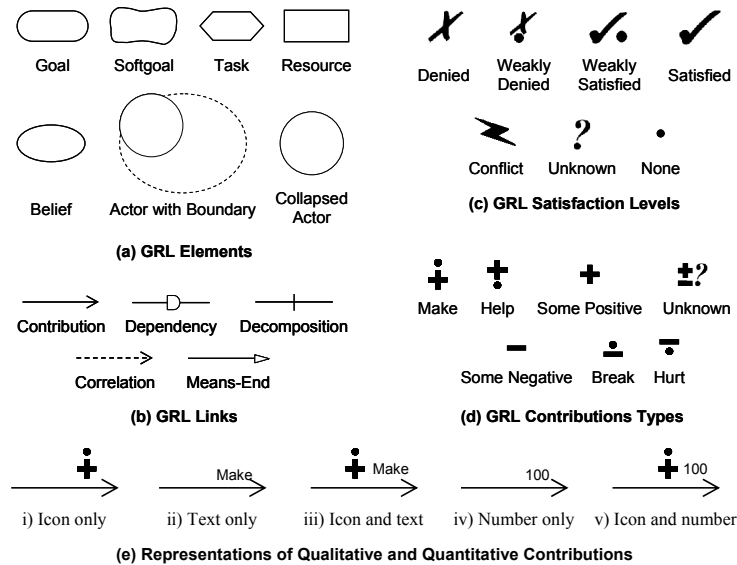 Goal Softgoal Task Resource
Belief Actor with Boundary Collapsed
Actor
(a) GRL Elements
Denied Weakly
Denied Weakly
Satisfied Satisfied
Conflict Unknown None
(c) GRL Satisfaction Levels
Contribution Dependency Decomposition
Correlation Means-End
(b) GRL Links
Make Help Some Positive Unknown
Some Negative Break Hurt
(d) GRL Contributions Types
Make Make 100 100
i) Icon only ii) Text only iii) Icon and text iv) Number only v) Icon and number
(e) Representations of Qualitative and Quantitative Contributions